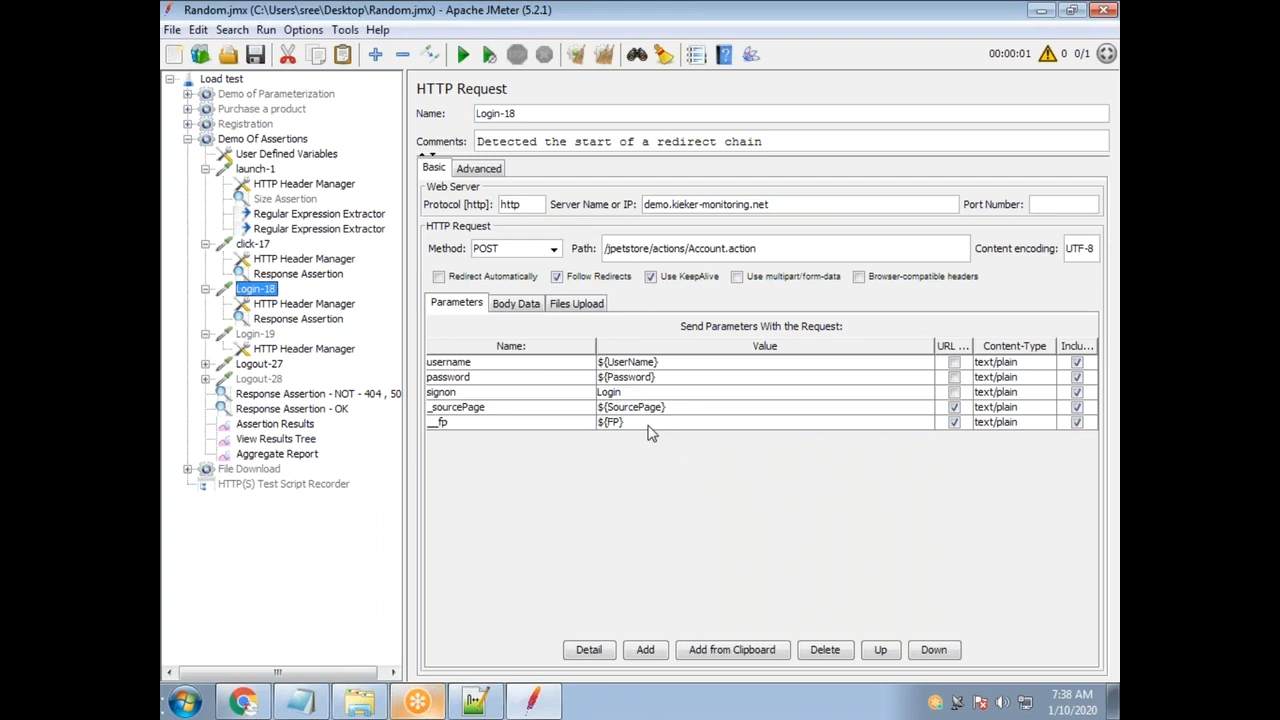 Random.jmx (C:\Users\sree\Desktop\Random.jmx) - Apache JMeter (5.2.1)
File Edit Search Run Options Tools Help
00:00:01 0 0/1
Load test
Demo of Parameterization
Purchase a product
Registration
Demo Of Assertions
User Defined Variables
launch-1
HTTP Header Manager
Size Assertion
Regular Expression Extractor
Regular Expression Extractor
click-17
HTTP Header Manager
Response Assertion
Login-18
HTTP Header Manager
Response Assertion
Login-19
HTTP Header Manager
Logout-27
Logout-28
Response Assertion - NOT - 404 , 50
Response Assertion - OK
Assertion Results
View Results Tree
Aggregate Report
File Download
HTTP(S) Test Script Recorder
HTTP Request
Name: Login-18
Comments: Detected the start of a redirect chain
Basic Advanced
Web Server
Protocol [http]: http Server Name or IP: demo.kieker-monitoring.net Port Number:
HTTP Request
Method: POST Path: /jpetstore/actions/Account.action Content encoding: UTF-8
Redirect Automatically Follow Redirects Use KeepAlive Use multipart/form-data Browser-compatible headers
Parameters Body Data Files Upload
Send Parameters With the Request:
Name: Value URL ... Content-Type Inclu...
username ${UserName} text/plain
password ${Password} text/plain
signon Login text/plain
_sourcePage ${SourcePage} text/plain
__fp ${FP} text/plain
Detail Add Add from Clipboard Delete Up Down
7:38 AM
1/10/2020